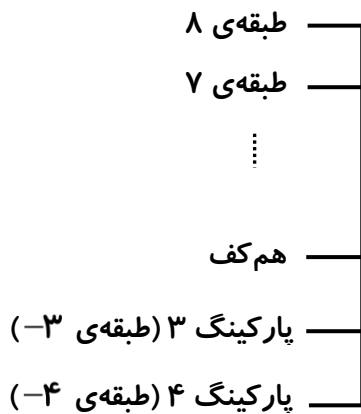 طبقه‌ی ۸
طبقه‌ی ۷
هم‌کف
پارکینگ ۳ (طبقه‌ی ۳−)
پارکینگ ۴ (طبقه‌ی ۴−)